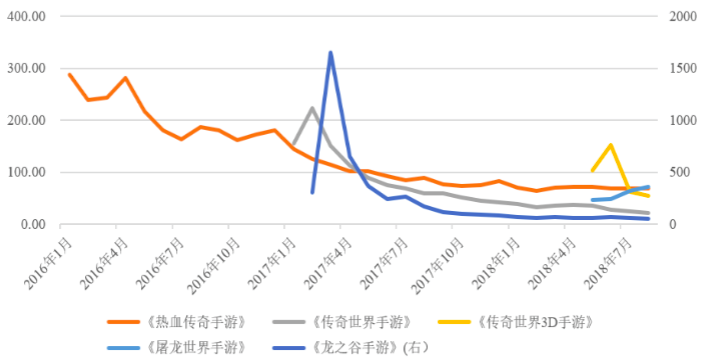 400.00
2000
300.00
1500
200.00
1000
100.00
500
0.00
0
2016年1月
2016年4月
2016年7月
2016年10月
2017年1月
2017年4月
2017年7月
2017年10月
2018年1月
2018年4月
2018年7月
《热血传奇手游》
《传奇世界手游》
《传奇世界3D手游》
《屠龙世界手游》
《龙之谷手游》(右）